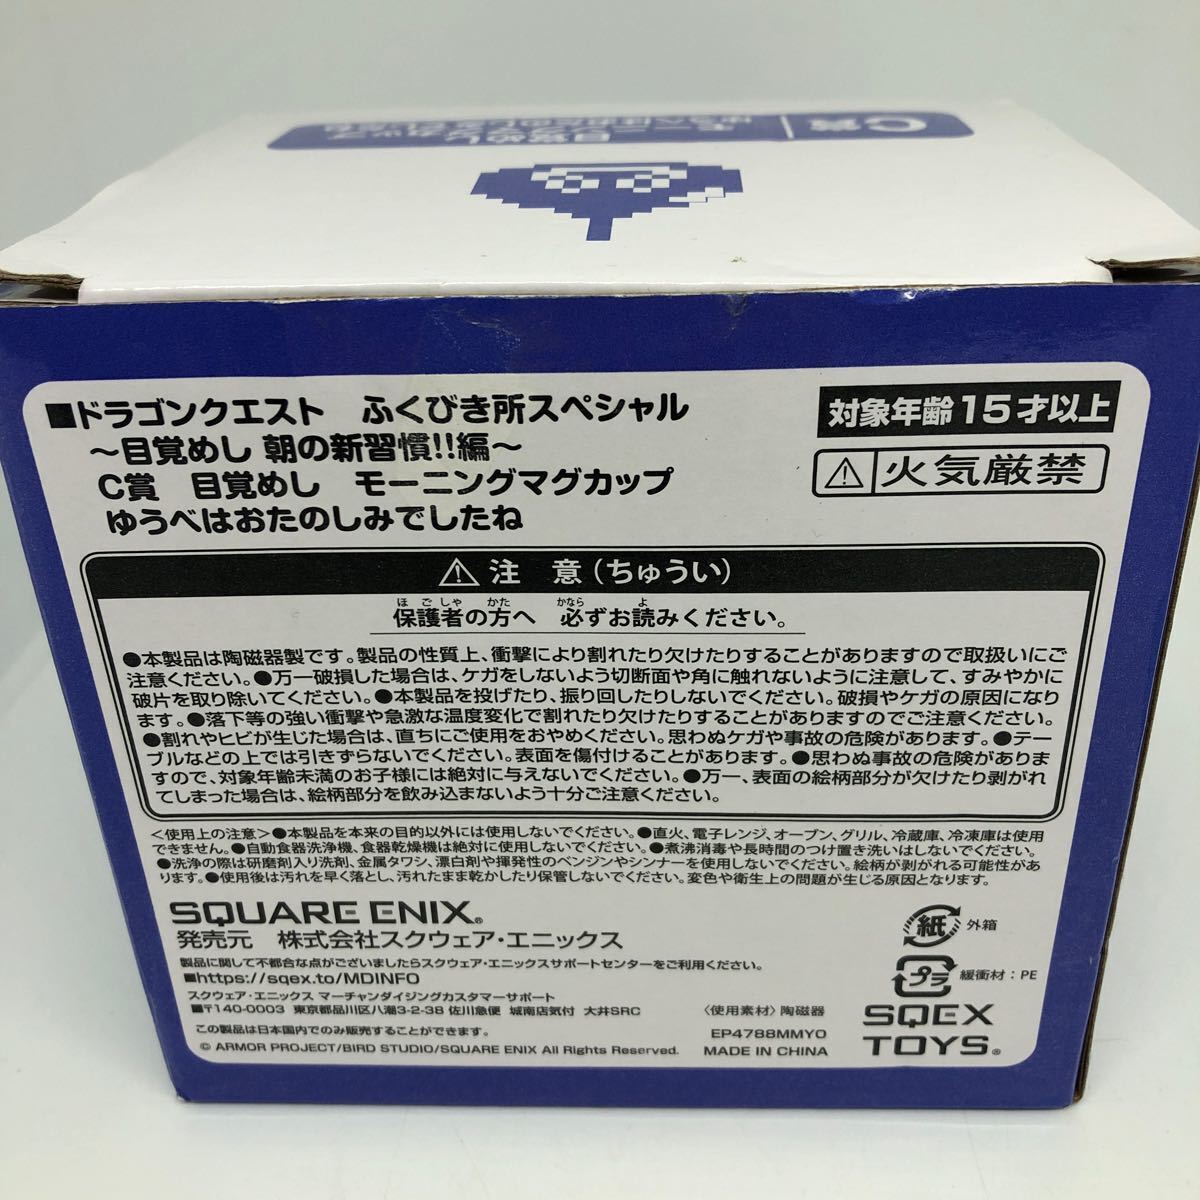 C賞
目覚めし
モーニングマグカップ
ゆうべはおたのしみでしたね
■ドラゴンクエスト ふくびき所スペシャル
～目覚めし 朝の新習慣!!編～
C賞 目覚めし モーニングマグカップ
ゆうべはおたのしみでしたね
対象年齢15才以上
⚠火気厳禁
⚠注 意(ちゅうい)
保護者の方へ 必ずお読みください。
ほごしゃ かた かなら よ
●本製品は陶磁器製です。製品の性質上、衝撃により割れたり欠けたりすることがありますので取扱いにご
注意ください。●万一破損した場合は、ケガをしないよう切断面や角に触れないように注意して、すみやかに
破片を取り除いてください。●本製品を投げたり、振り回したりしないでください。破損やケガの原因になり
ます。●落下等の強い衝撃や急激な温度変化で割れたり欠けたりすることがありますのでご注意ください。
●割れやヒビが生じた場合は、直ちにご使用をおやめください。思わぬケガや事故の危険があります。●テー
ブルなどの上では引きずらないでください。表面を傷付けることがあります。●思わぬ事故の危険がありま
すので、対象年齢未満のお子様には絶対に与えないでください。●万一、表面の絵柄部分が欠けたり剥がれ
てしまった場合は、絵柄部分を飲み込まないよう十分ご注意ください。
〈使用上の注意〉●本製品を本来の目的以外には使用しないでください。●直火、電子レンジ、オーブン、グリル、冷蔵庫、冷凍庫は使用
できません。●自動食器洗浄機、食器乾燥機は絶対に使用しないでください。●煮沸消毒や長時間のつけ置き洗いはしないでください。
●洗浄の際は研磨剤入り洗剤、金属タワシ、漂白剤や揮発性のベンジンやシンナーを使用しないでください。絵柄が剥がれる可能性があ
ります。●使用後は汚れを早く落とし、汚れたまま乾かしたり保管しないでください。変色や衛生上の問題が生じる原因となります。
SQUARE ENIX®
発売元 株式会社スクウェア・エニックス
製品に関して不都合な点がございましたらスクウェア・エニックスサポートセンターをご利用ください。
■https://sqex.to/MDINFO
スクウェア・エニックス マーチャンダイジングカスタマーサポート
■〒140-0003 東京都品川区八潮3-2-38 佐川急便 城南店気付 大井SRC
この製品は日本国内でのみ販売することができます。
© ARMOR PROJECT/BIRD STUDIO/SQUARE ENIX All Rights Reserved.
〈使用素材〉陶磁器
EP4788MMY0
MADE IN CHINA
紙 外箱
プラ 緩衝材：PE
SQEX
TOYS®